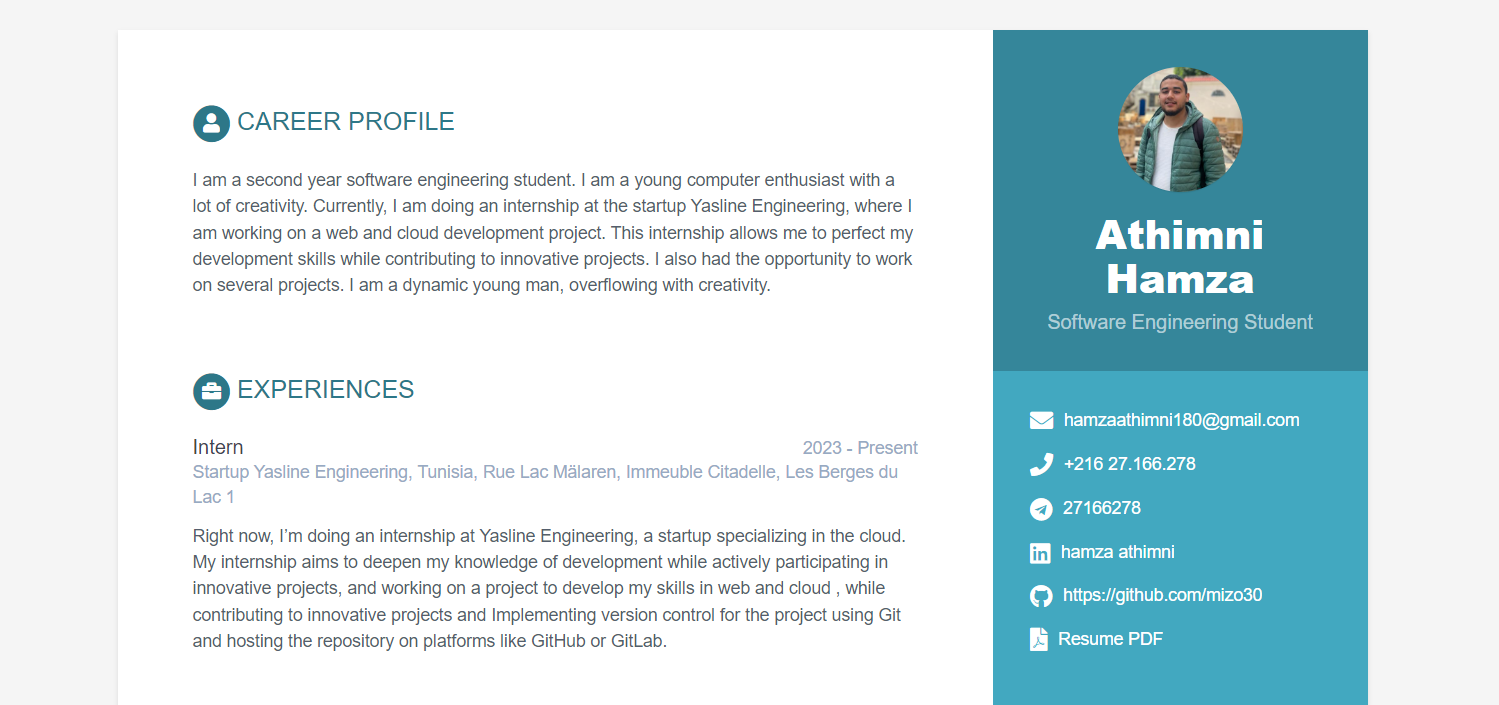 CAREER PROFILE
I am a second year software engineering student. I am a young computer enthusiast with a
lot of creativity. Currently, I am doing an internship at the startup Yasline Engineering, where I
am working on a web and cloud development project. This internship allows me to perfect my
development skills while contributing to innovative projects. I also had the opportunity to work
on several projects. I am a dynamic young man, overflowing with creativity.
EXPERIENCES
Intern
2023 - Present
Startup Yasline Engineering, Tunisia, Rue Lac Mälaren, Immeuble Citadelle, Les Berges du
Lac 1
Right now, I’m doing an internship at Yasline Engineering, a startup specializing in the cloud.
My internship aims to deepen my knowledge of development while actively participating in
innovative projects, and working on a project to develop my skills in web and cloud , while
contributing to innovative projects and Implementing version control for the project using Git
and hosting the repository on platforms like GitHub or GitLab.
Athimni
Hamza
Software Engineering Student
hamzaathimni180@gmail.com
+216 27.166.278
27166278
hamza athimni
https://github.com/mizo30
Resume PDF